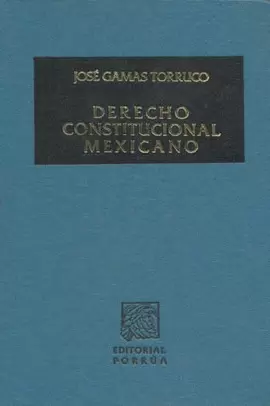 JOSÉ GAMAS TORRUCO
DERECHO
CONSTITUCIONAL
MEXICANO
EDITORIAL
PORRÚA